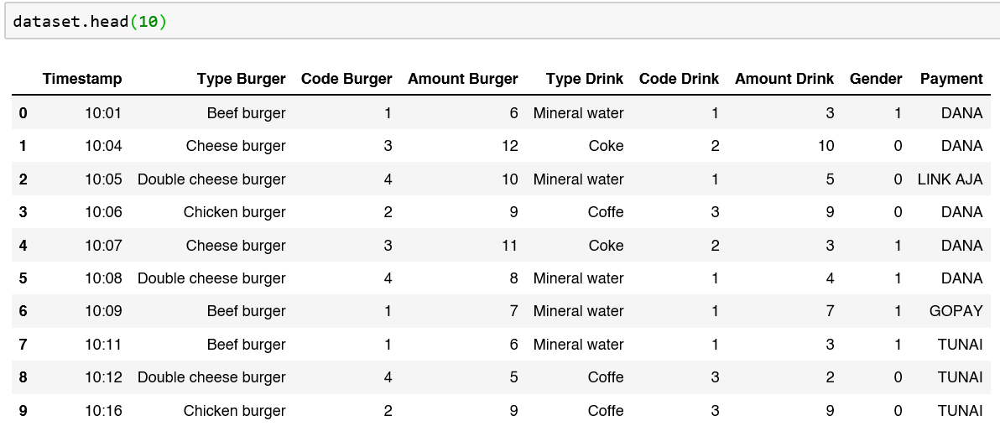 dataset.head(10)
Timestamp Type Burger Code Burger Amount Burger Type Drink Code Drink Amount Drink Gender Payment
0 10:01 Beef burger 1 6 Mineral water 1 3 1 DANA
1 10:04 Cheese burger 3 12 Coke 2 10 0 DANA
2 10:05 Double cheese burger 4 10 Mineral water 1 5 0 LINK AJA
3 10:06 Chicken burger 2 9 Coffe 3 9 0 DANA
4 10:07 Cheese burger 3 11 Coke 2 3 1 DANA
5 10:08 Double cheese burger 4 8 Mineral water 1 4 1 DANA
6 10:09 Beef burger 1 7 Mineral water 1 7 1 GOPAY
7 10:11 Beef burger 1 6 Mineral water 1 3 1 TUNAI
8 10:12 Double cheese burger 4 5 Coffe 3 2 0 TUNAI
9 10:16 Chicken burger 2 9 Coffe 3 9 0 TUNAI